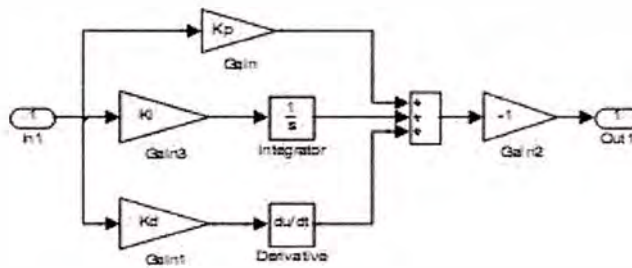 Kp
Gain
1
In1
Ki
Gain3
1
s
Integrator
+
+
+
-1
Gain2
1
Out1
Kd
Gain1
du/dt
Derivative